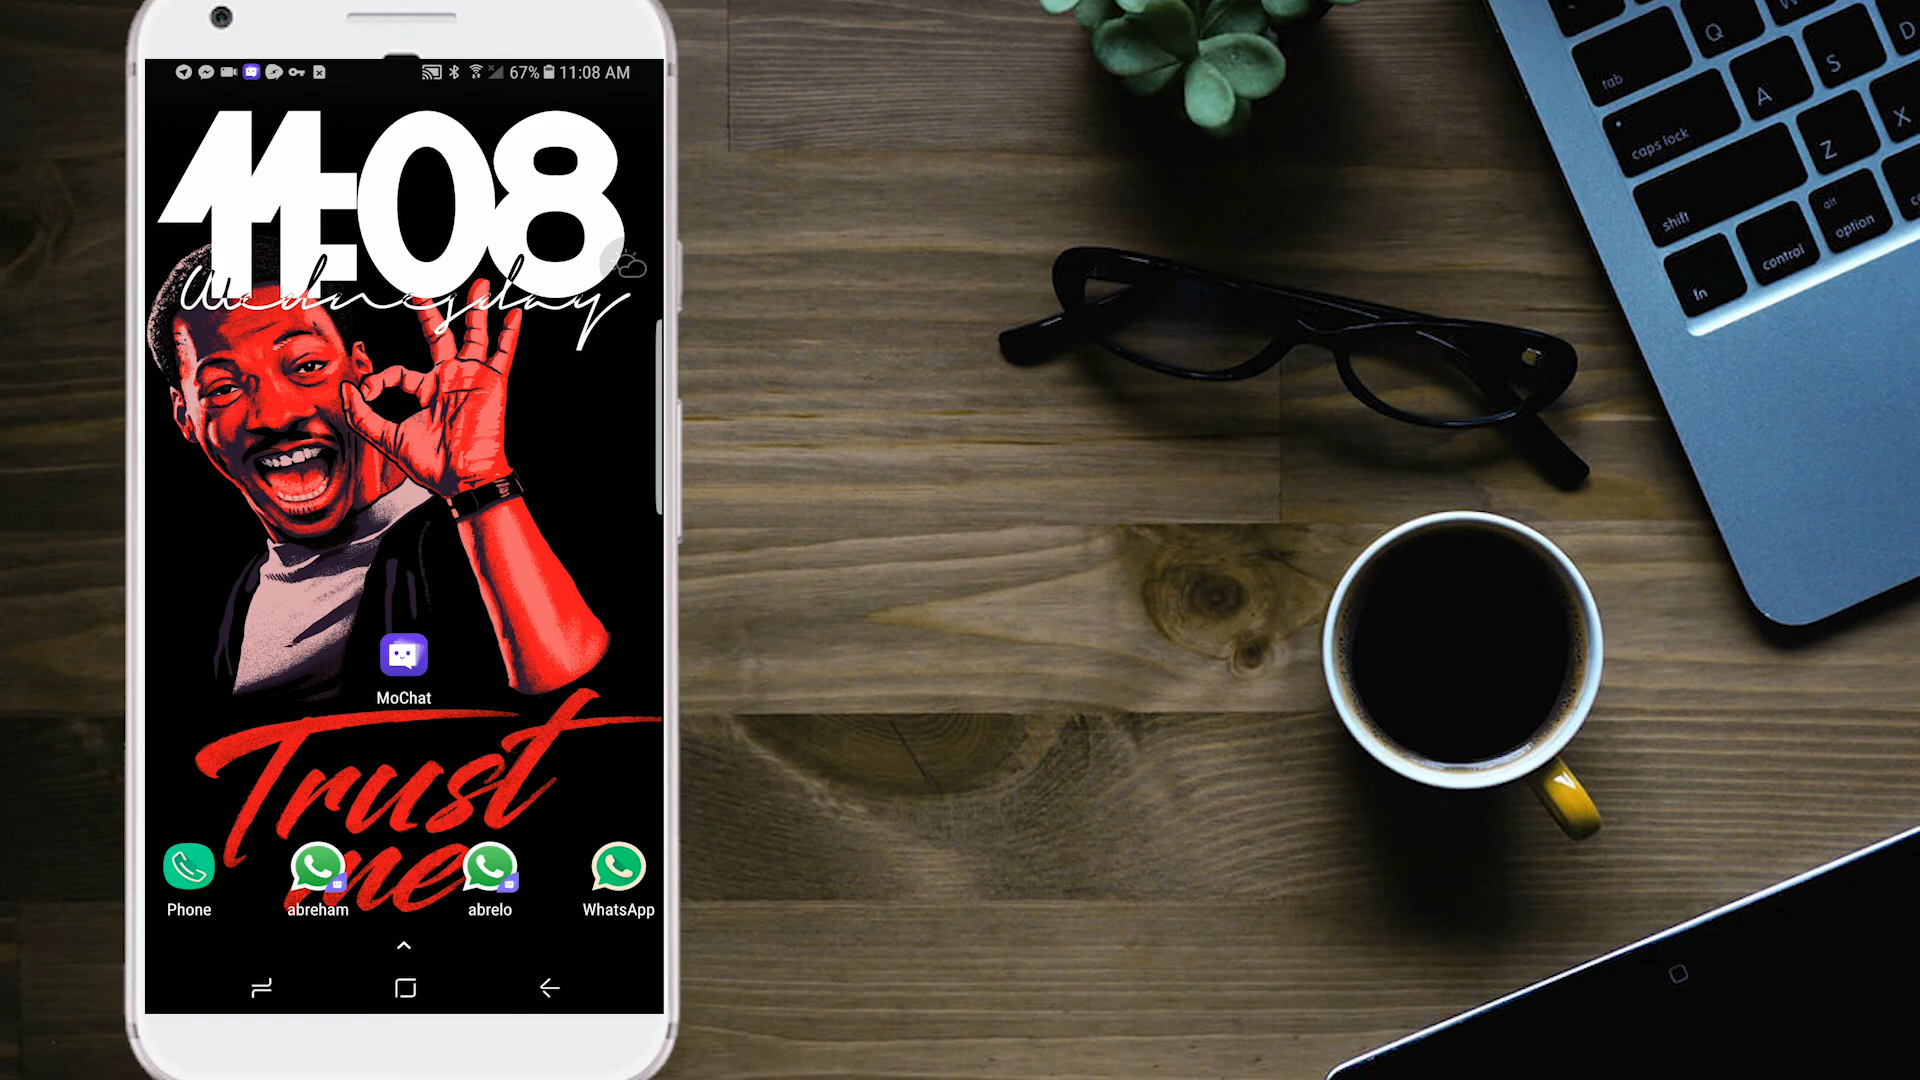 67% 11:08 AM
11:08
Wednesday
MoChat
Trust
me
Phone
abreham
abrelo
WhatsApp
tab
Q
W
caps lock
A
S
D
shift
Z
X
fn
control
alt
option